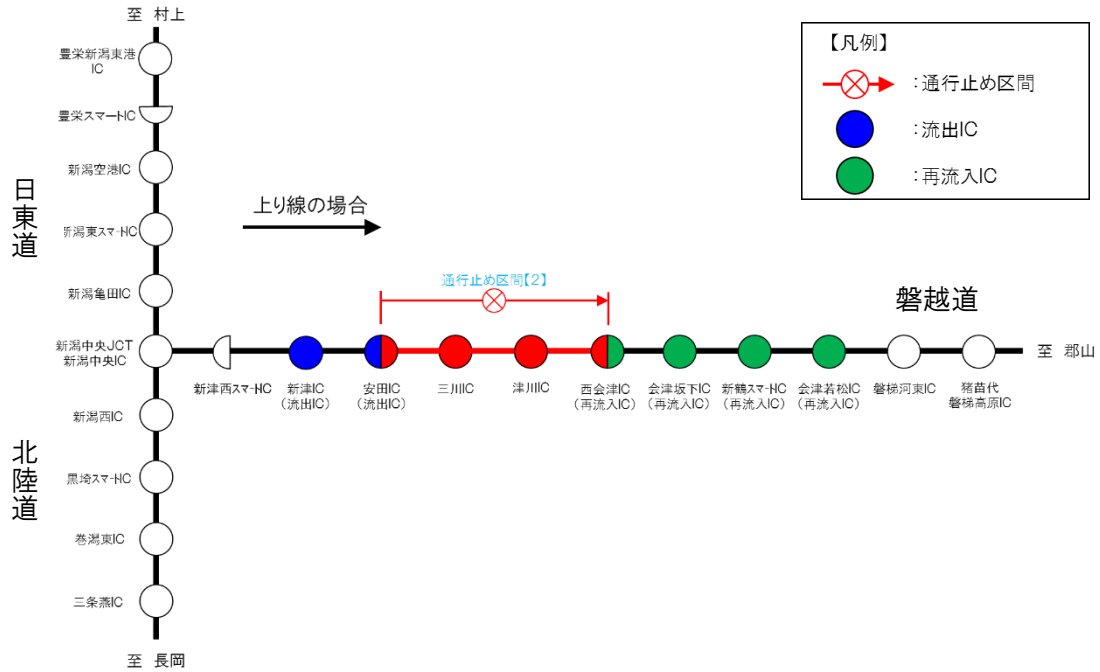 至 村上
豊栄新潟東港
IC
豊栄スマートIC
新潟空港IC
新潟東スマートIC
新潟亀田IC
新潟中央JCT
新潟中央IC
新潟西IC
黒埼スマートIC
巻潟東IC
三条燕IC
至 長岡
日東道
北陸道
上り線の場合
通行止め区間【2】
磐越道
新津西スマートIC
新津IC
(流出IC)
安田IC
(流出IC)
三川IC
津川IC
西会津IC
(再流入IC)
会津坂下IC
(再流入IC)
新鶴スマートIC
(再流入IC)
会津若松IC
(再流入IC)
磐梯河東IC
猪苗代
磐梯高原IC
至 郡山
【凡例】
：通行止め区間
：流出IC
：再流入IC